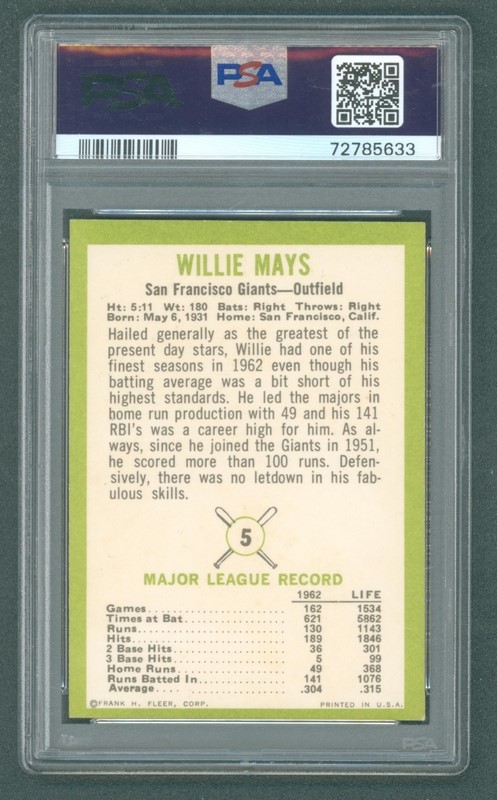 PSA
PSA
72785633
WILLIE MAYS
San Francisco Giants—Outfield
Ht: 5:11 Wt: 180 Bats: Right Throws: Right
Born: May 6, 1931 Home: San Francisco, Calif.
Hailed generally as the greatest of the
present day stars, Willie had one of his
finest seasons in 1962 even though his
batting average was a bit short of his
highest standards. He led the majors in
home run production with 49 and his 141
RBI's was a career high for him. As al-
ways, since he joined the Giants in 1951,
he scored more than 100 runs. Defen-
sively, there was no letdown in his fab-
ulous skills.
5
MAJOR LEAGUE RECORD
1962 LIFE
Games 162 1534
Times at Bat 621 5862
Runs 130 1143
Hits 189 1846
2 Base Hits 36 301
3 Base Hits 5 99
Home Runs 49 368
Runs Batted In 141 1076
Average .304 .315
©FRANK H. FLEER, CORP. PRINTED IN U.S.A.
PSA